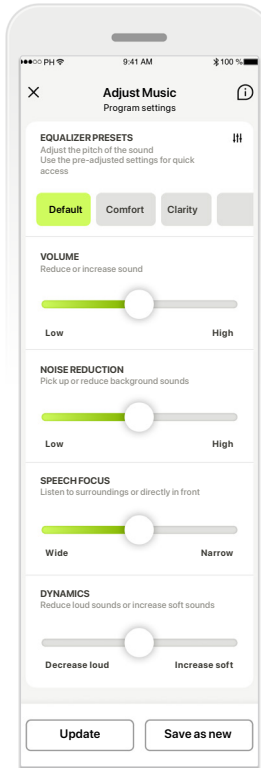 PH 9:41 AM 100 %
Adjust Music
Program settings
EQUALIZER PRESETS
Adjust the pitch of the sound
Use the pre-adjusted settings for quick
access
Default Comfort Clarity
VOLUME
Reduce or increase sound
Low High
NOISE REDUCTION
Pick up or reduce background sounds
Low High
SPEECH FOCUS
Listen to surroundings or directly in front
Wide Narrow
DYNAMICS
Reduce loud sounds or increase soft sounds
Decrease loud Increase soft
Update Save as new